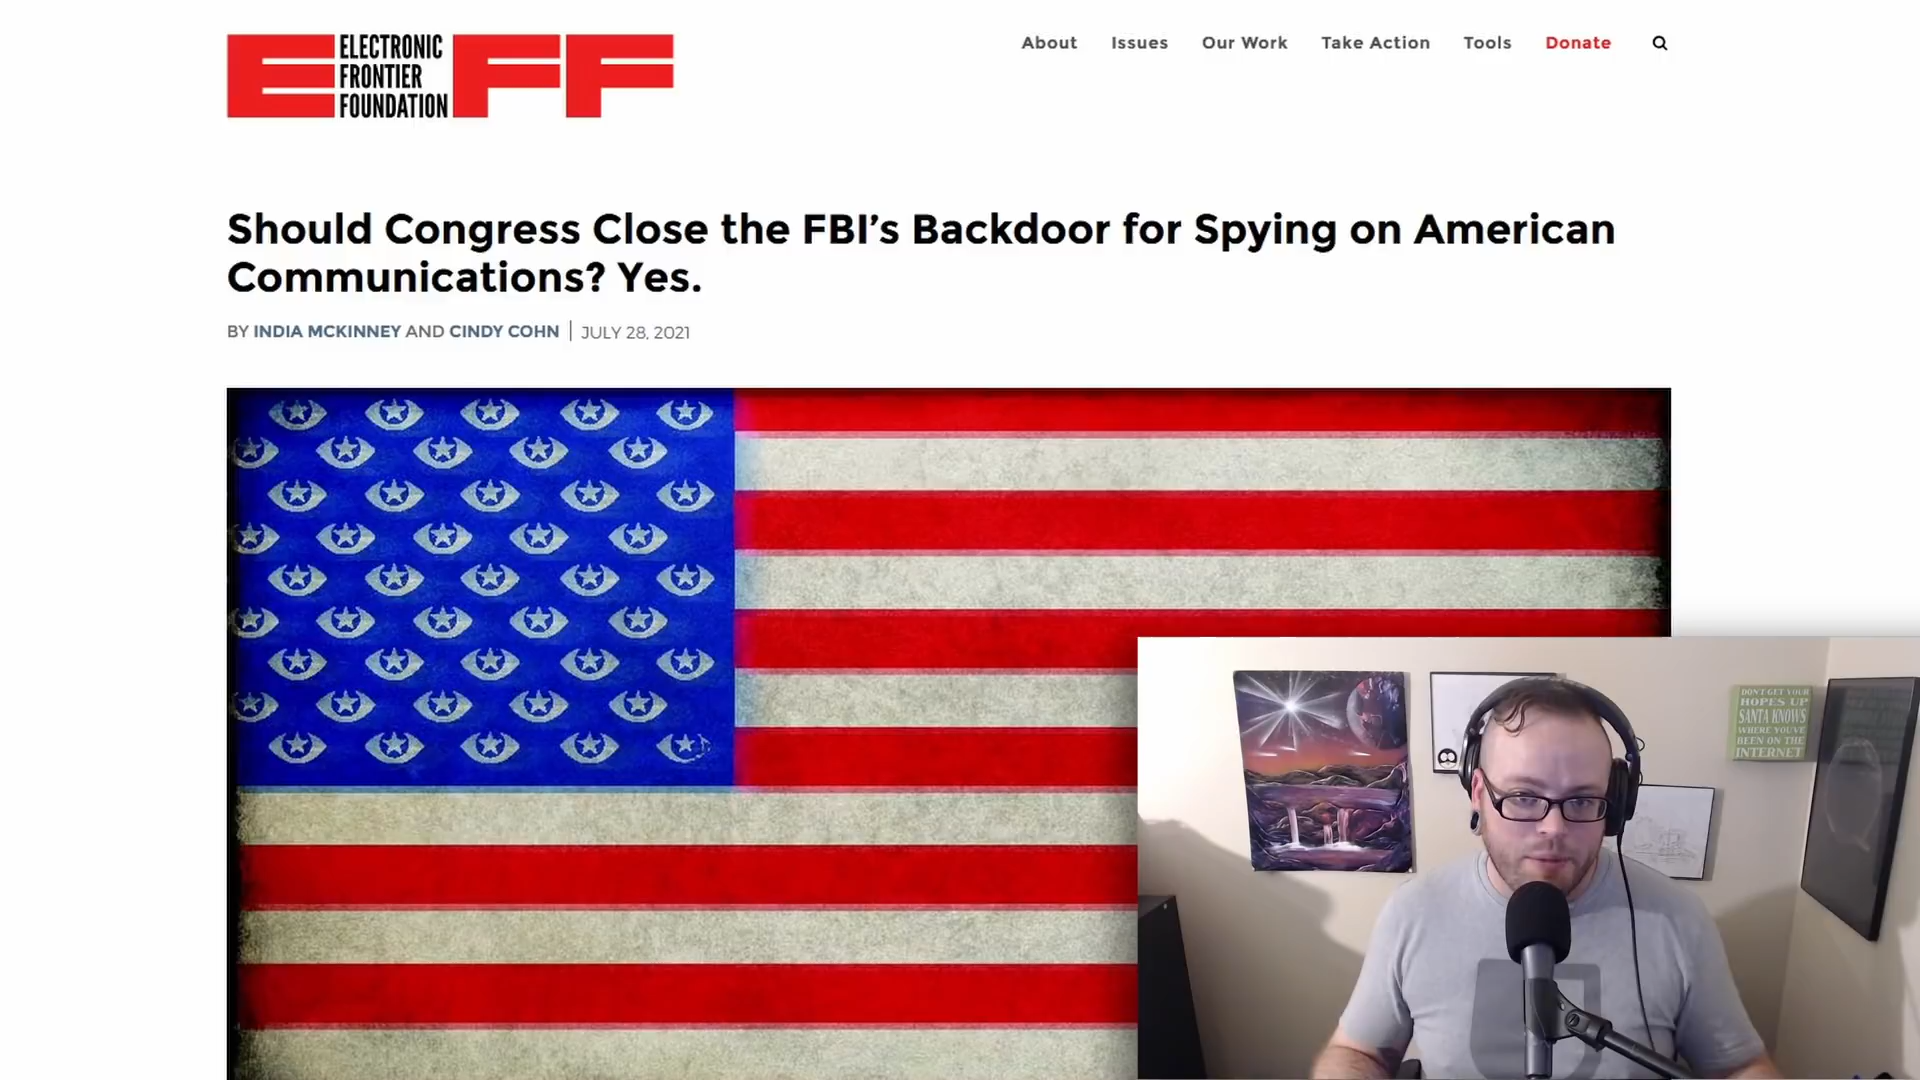 ELECTRONIC
FRONTIER
FOUNDATION
EFF
About Issues Our Work Take Action Tools Donate
Should Congress Close the FBI’s Backdoor for Spying on American
Communications? Yes.
BY INDIA MCKINNEY AND CINDY COHN | JULY 28, 2021
DON'T GET YOUR
HOPES UP
SANTA KNOWS
WHERE YOU'VE
BEEN ON THE
INTERNET